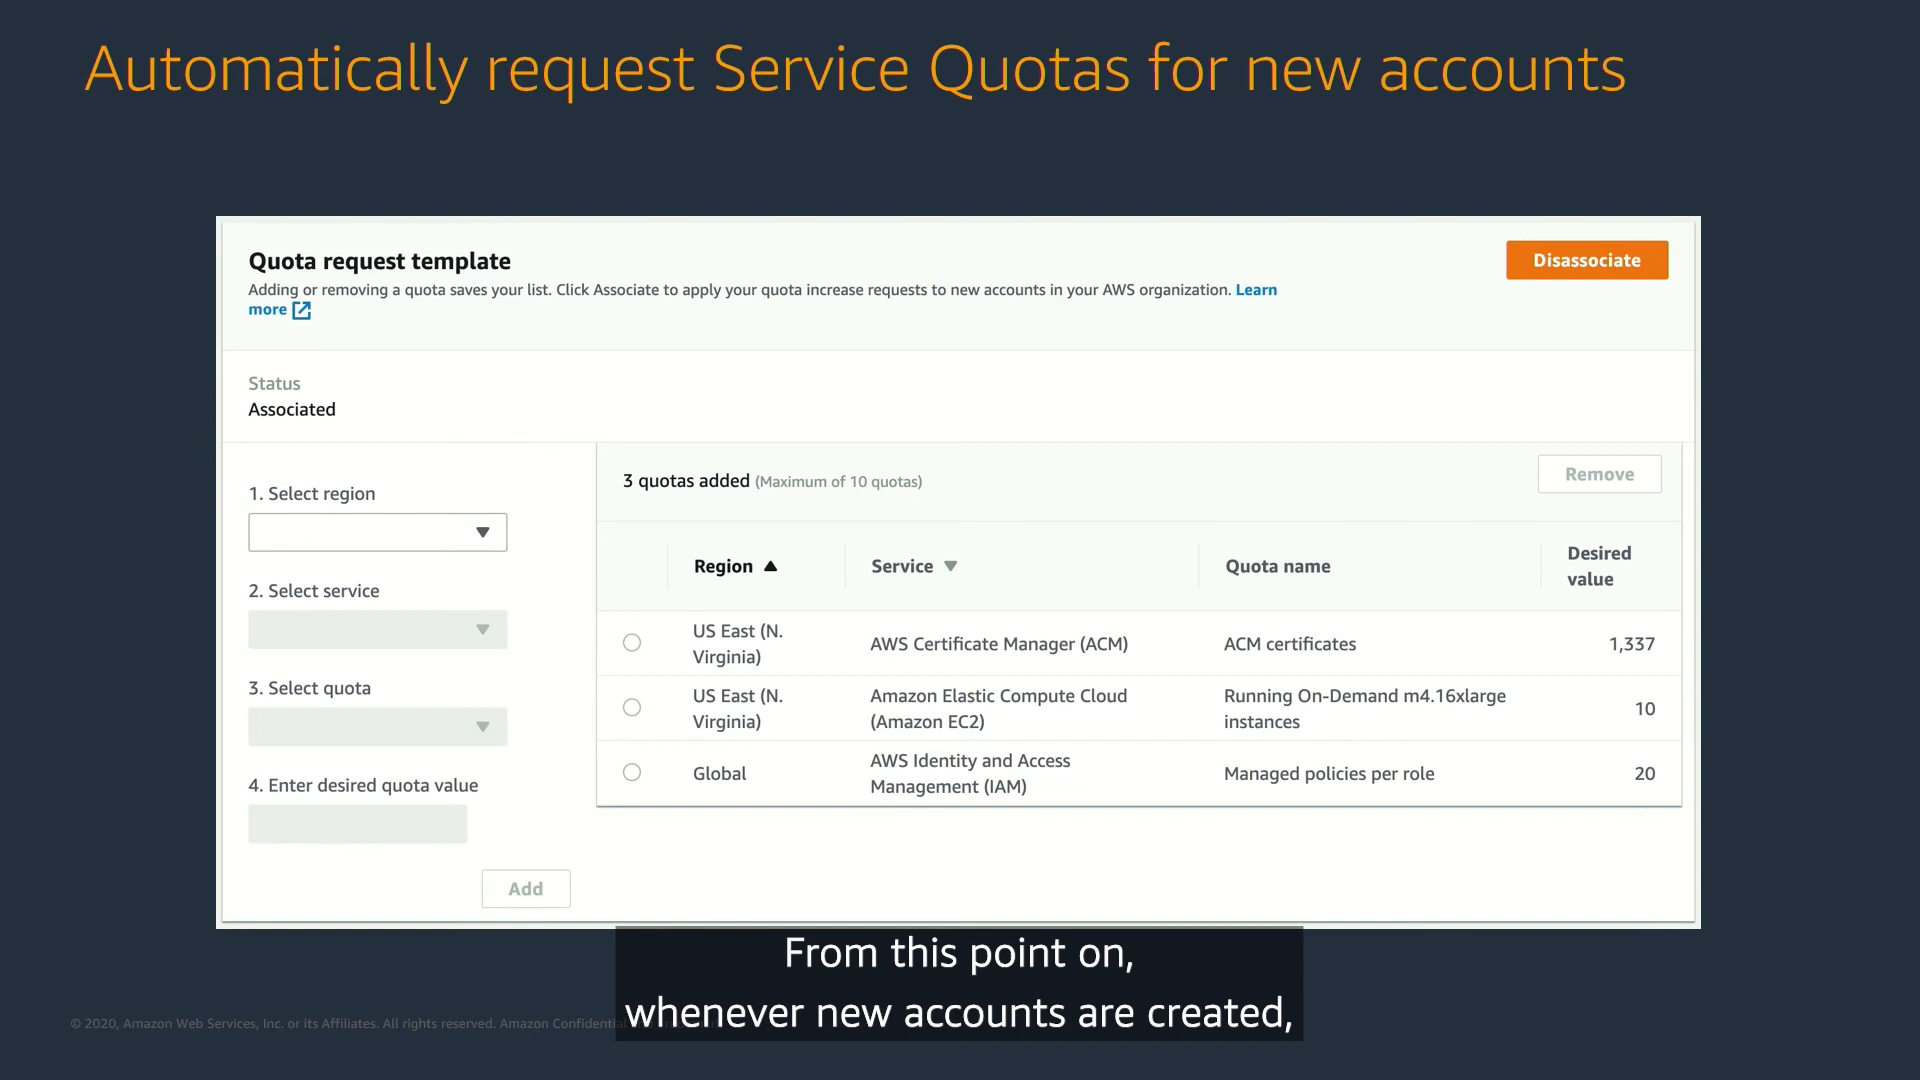 Automatically request Service Quotas for new accounts
Quota request template
Disassociate
Adding or removing a quota saves your list. Click Associate to apply your quota increase requests to new accounts in your AWS organization. Learn
more
Status
Associated
1. Select region
2. Select service
3. Select quota
4. Enter desired quota value
Add
3 quotas added (Maximum of 10 quotas)
Remove
Region
Service
Quota name
Desired
value
US East (N.
Virginia)
AWS Certificate Manager (ACM)
ACM certificates
1,337
US East (N.
Virginia)
Amazon Elastic Compute Cloud
(Amazon EC2)
Running On-Demand m4.16xlarge
instances
10
Global
AWS Identity and Access
Management (IAM)
Managed policies per role
20
From this point on,
whenever new accounts are created,
© 2020, Amazon Web Services, Inc. or its Affiliates. All rights reserved. Amazon Confidential